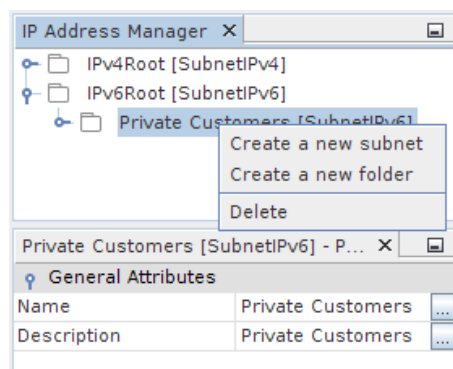 IP Address Manager
IPv4Root [SubnetIPv4]
IPv6Root [SubnetIPv6]
Private Customers [SubnetIPv6]
Create a new subnet
Create a new folder
Delete
Private Customers [SubnetIPv6] - P...
General Attributes
Name Private Customers ...
Description Private Customers ...